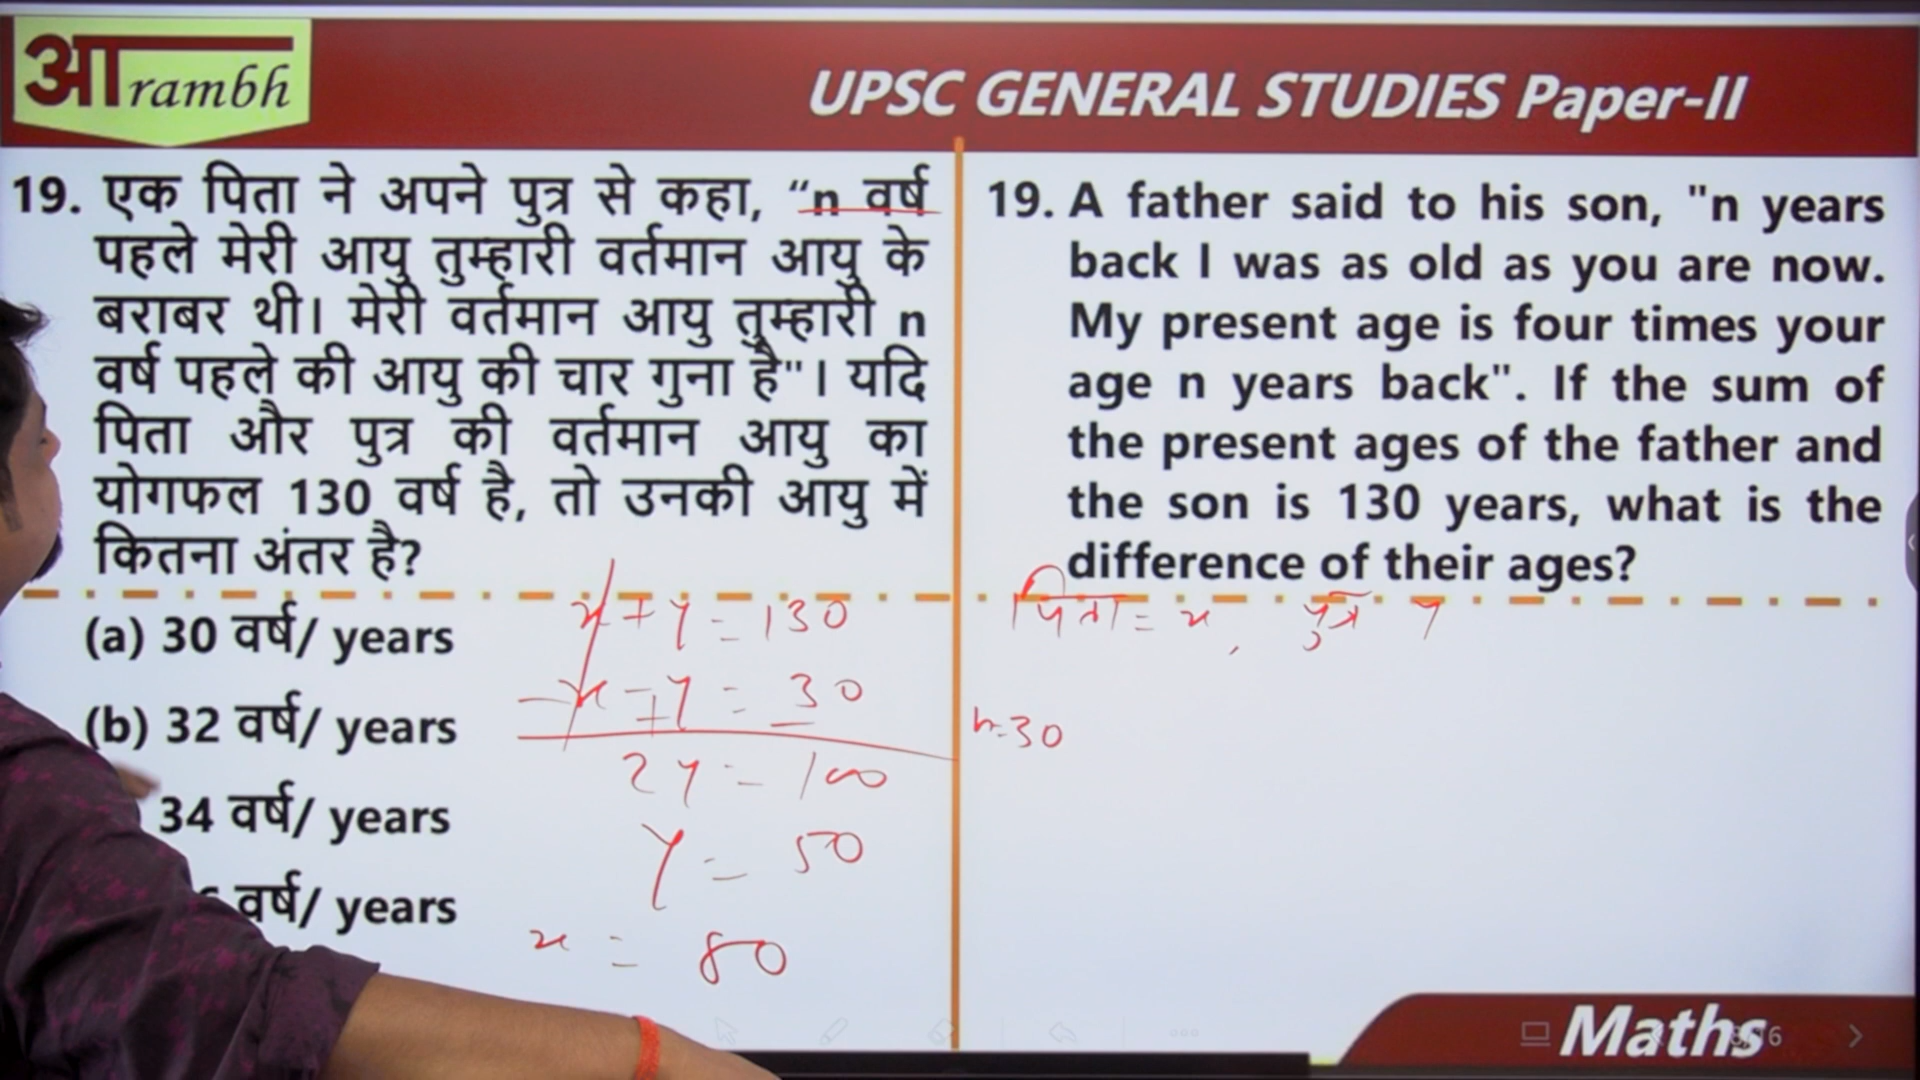 आrambh
UPSC GENERAL STUDIES Paper-II
19. एक पिता ने अपने पुत्र से कहा, “n वर्ष
पहले मेरी आयु तुम्हारी वर्तमान आयु के
बराबर थी। मेरी वर्तमान आयु तुम्हारी n
वर्ष पहले की आयु की चार गुना है"। यदि
पिता और पुत्र की वर्तमान आयु का
योगफल 130 वर्ष है, तो उनकी आयु में
कितना अंतर है?
(a) 30 वर्ष/ years
(b) 32 वर्ष/ years
34 वर्ष/ years
वर्ष/ years
x + y = 130
x - y = 30
2y = 100
y = 50
x = 80
19. A father said to his son, "n years
back I was as old as you are now.
My present age is four times your
age n years back". If the sum of
the present ages of the father and
the son is 130 years, what is the
difference of their ages?
पिता = x, पुत्र y
n=30
Maths